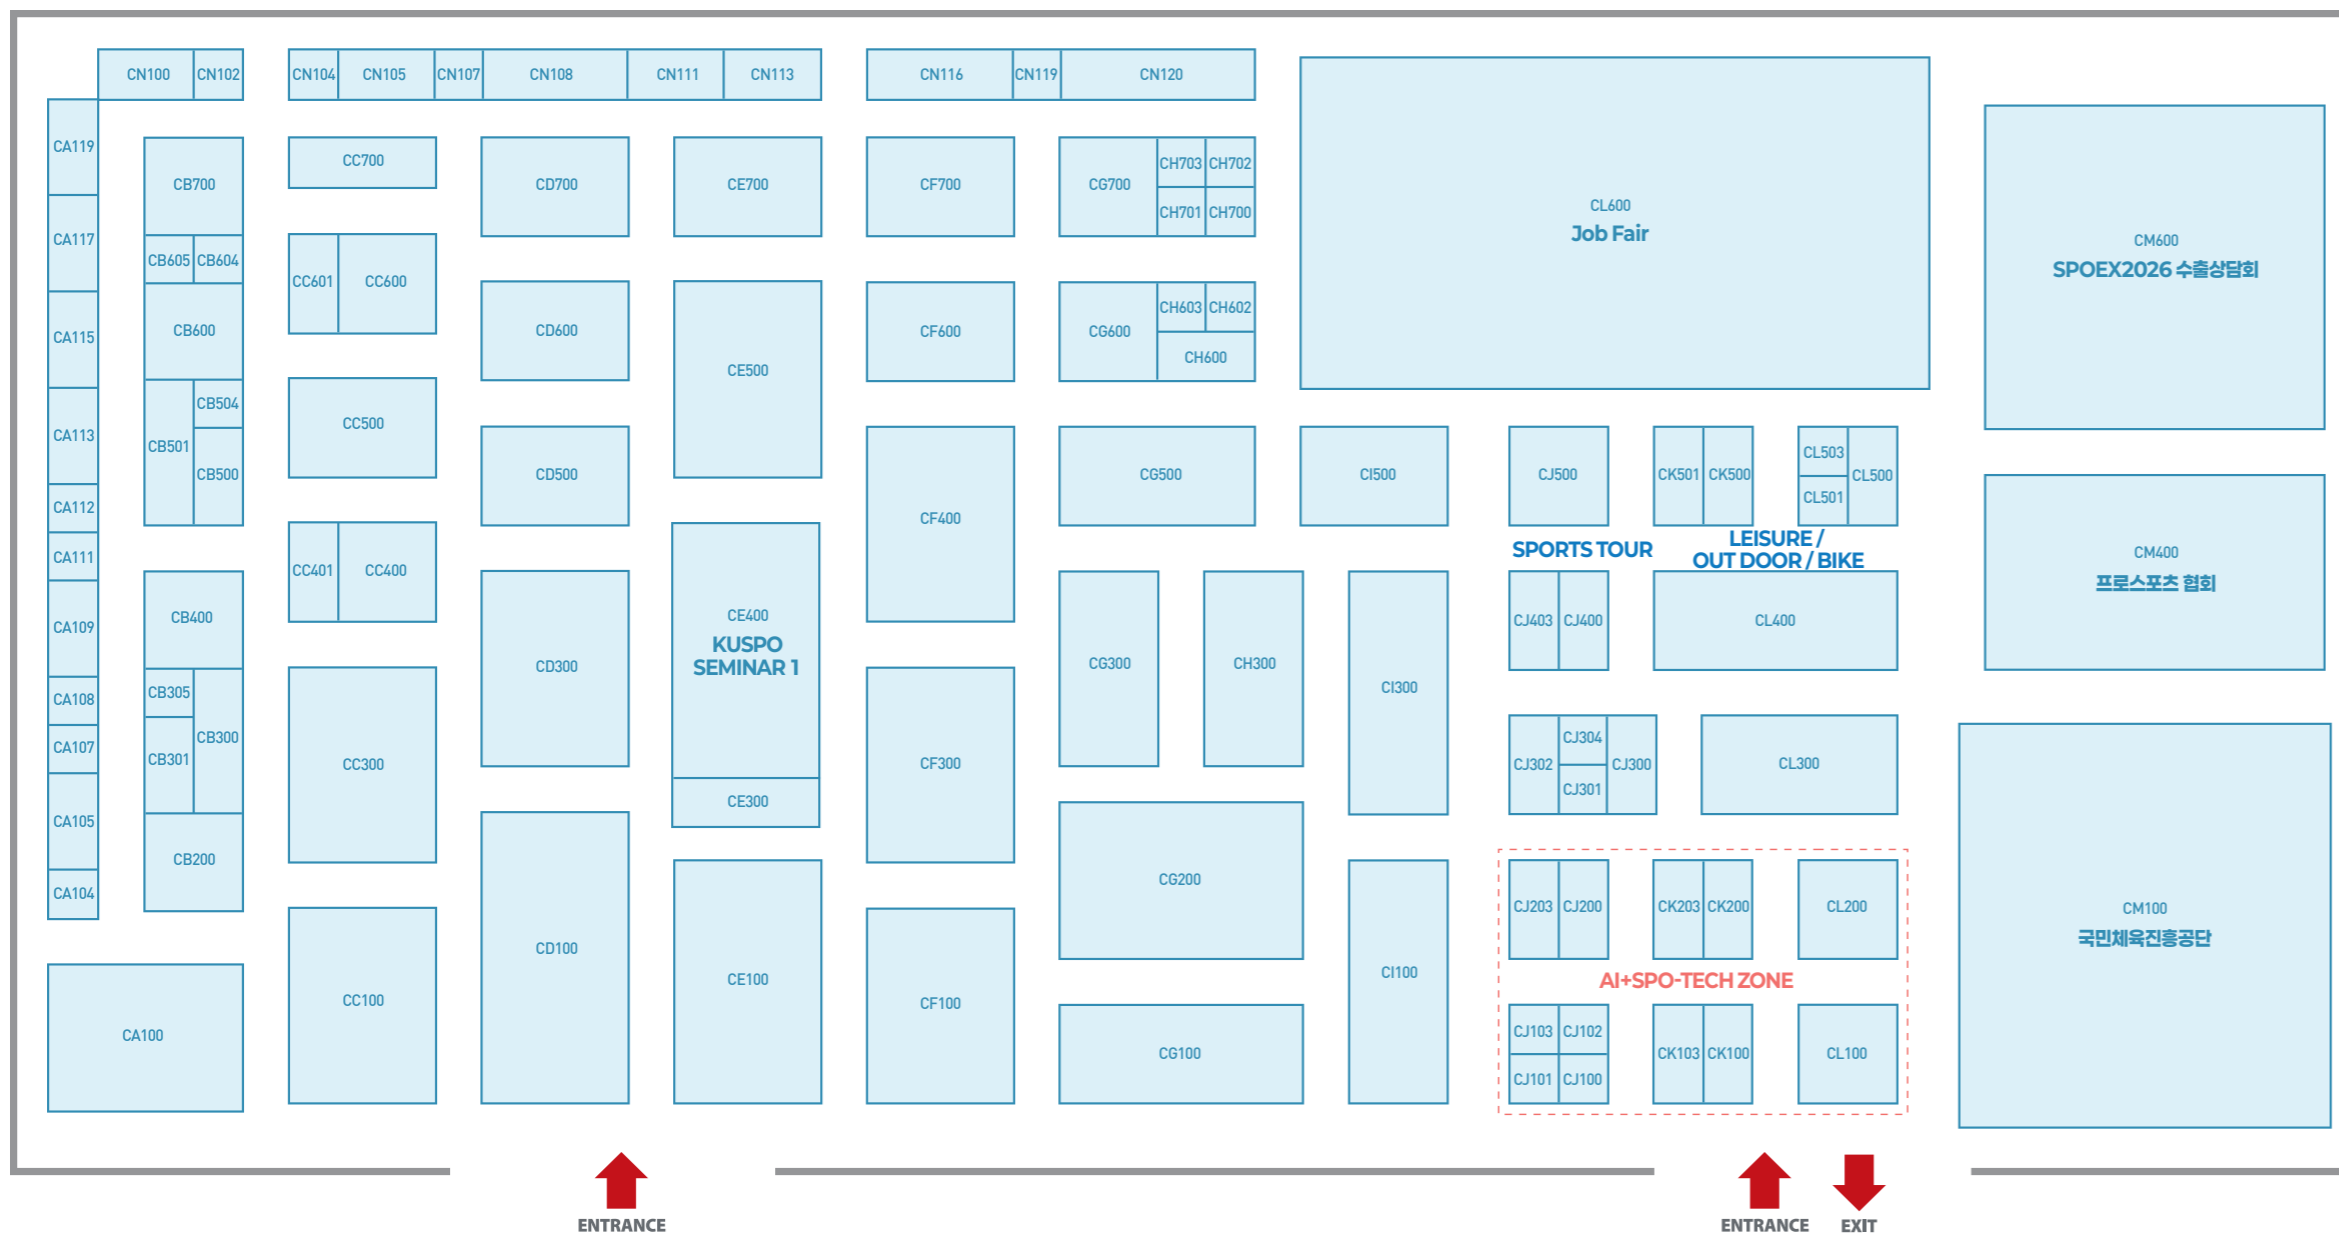 CN100 CN102 CN104 CN105 CN107 CN108 CN111 CN113 CN116 CN119 CN120
CA119
CA117
CA115
CA113
CA112
CA111
CA109
CA108
CA107
CA105
CA104
CA100
CB700
CB605 CB604
CB600
CB504
CB501
CB500
CB400
CB305
CB300
CB301
CB200
CC700
CC601 CC600
CC500
CC401 CC400
CC300
CC100
CD700
CD600
CD500
CD300
CD100
CE700
CE500
CE400
KUSPO
SEMINAR 1
CE300
CE100
CF700
CF600
CF400
CF300
CF100
CG700
CH703 CH702
CH701 CH700
CG600
CH603 CH602
CH600
CG500
CG300
CH300
CG200
CG100
CI500
CI300
CI100
CL600
Job Fair
CJ500
CK501 CK500
CL503
CL500
CL501
SPORTS TOUR
LEISURE /
OUT DOOR / BIKE
CJ403 CJ400
CL400
CJ304
CJ302
CJ300
CJ301
CL300
CJ203 CJ200
CK203 CK200
CL200
AI+SPO-TECH ZONE
CJ103 CJ102
CJ101 CJ100
CK103 CK100
CL100
CM600
SPOEX2026 수출상담회
CM400
프로스포츠 협회
CM100
국민체육진흥공단
ENTRANCE
ENTRANCE
EXIT